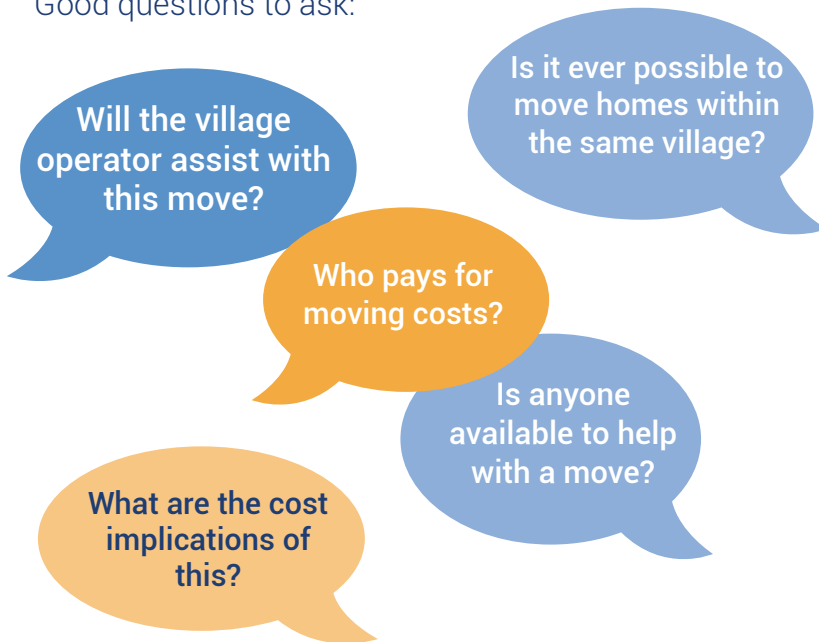 Good questions to ask:
Will the village
operator assist with
this move?
Is it ever possible to
move homes within
the same village?
Who pays for
moving costs?
Is anyone
available to help
with a move?
What are the cost
implications of
this?